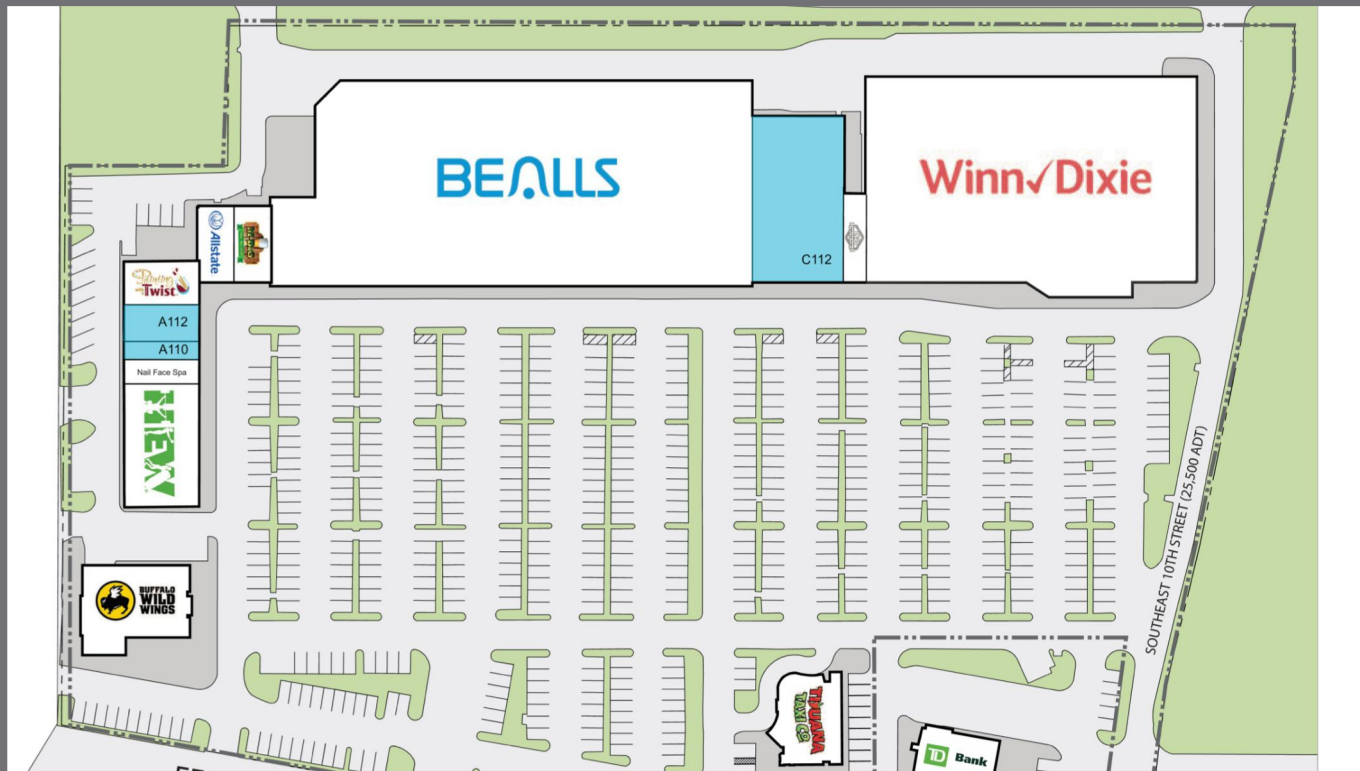 BEALLS
Winn Dixie
C112
Allstate
Painting
Twist
A112
A110
Nail Face Spa
HEW
BUFFALO
WILD
WINGS
SOUTHEAST 10TH STREET (25,500 ADT)
TIJUANA
TAXI CO
TD Bank